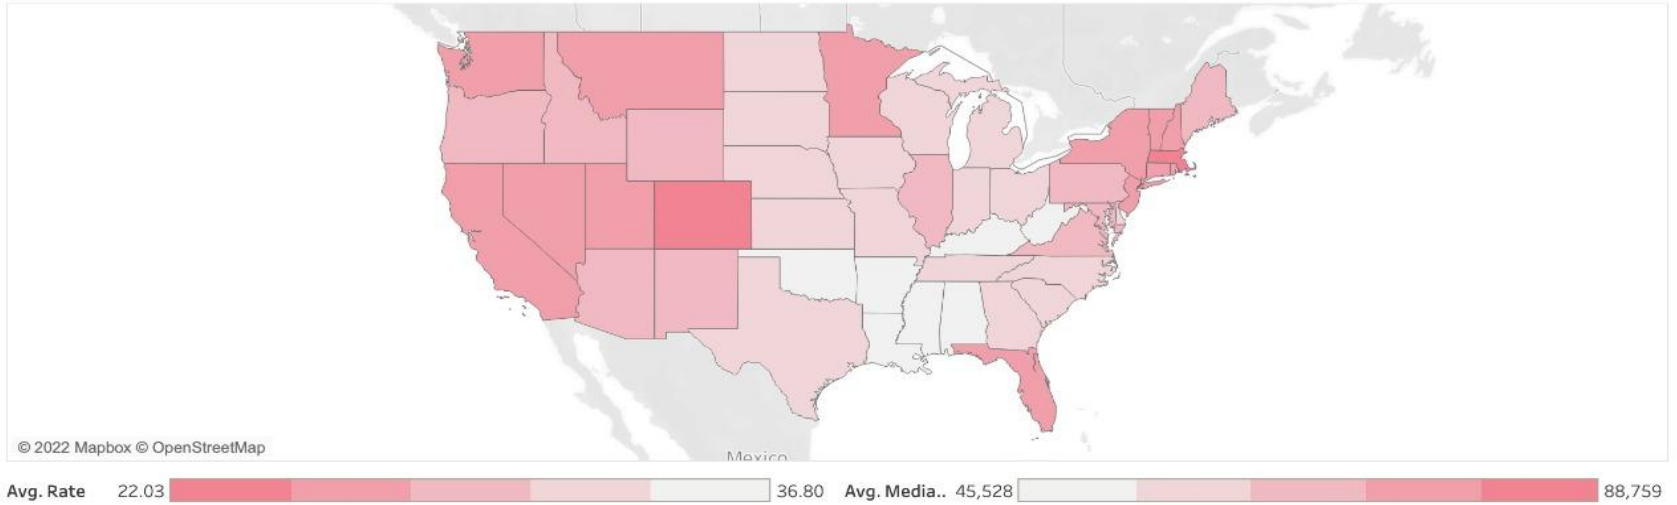 Mexico
© 2022 Mapbox © OpenStreetMap
Avg. Rate 22.03 36.80 Avg. Media.. 45,528 88,759